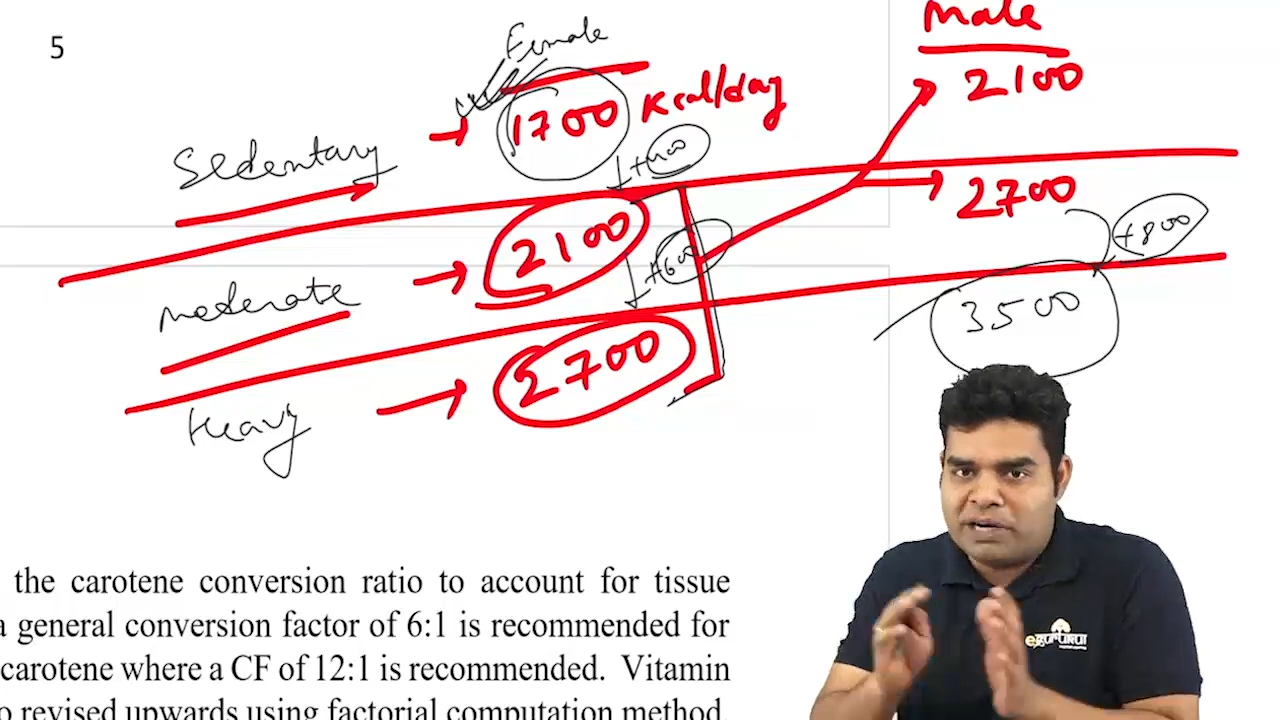 5
Female
Male
1700 Kcal/day
2100
Sedentary
+400
2700
2100
+600
+800
moderate
3500
2700
Heavy
the carotene conversion ratio to account for tissue
a general conversion factor of 6:1 is recommended for
carotene where a CF of 12:1 is recommended. Vitamin
o revised upwards using factorial computation method.